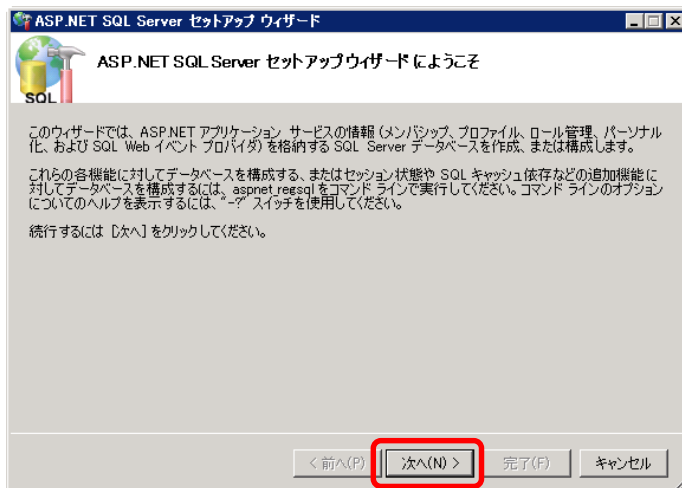 ASP.NET SQL Server セットアップ ウィザード
ASP.NET SQL Server セットアップウィザードにようこそ
SQL
このウィザードでは、ASP.NET アプリケーション サービスの情報 (メンバシップ、プロファイル、ロール管理、パーソナル
化、および SQL Web イベント プロバイダ) を格納する SQL Server データベースを作成、または構成します。
これらの各機能に対してデータベースを構成する、またはセッション状態や SQL キャッシュ依存などの追加機能に
対してデータベースを構成するには、aspnet_regsql をコマンド ラインで実行してください。コマンド ラインのオプション
についてのヘルプを表示するには、"-?" スイッチを使用してください。
続行するには [次へ] をクリックしてください。
< 前へ(P) 次へ(N) > 完了(F) キャンセル